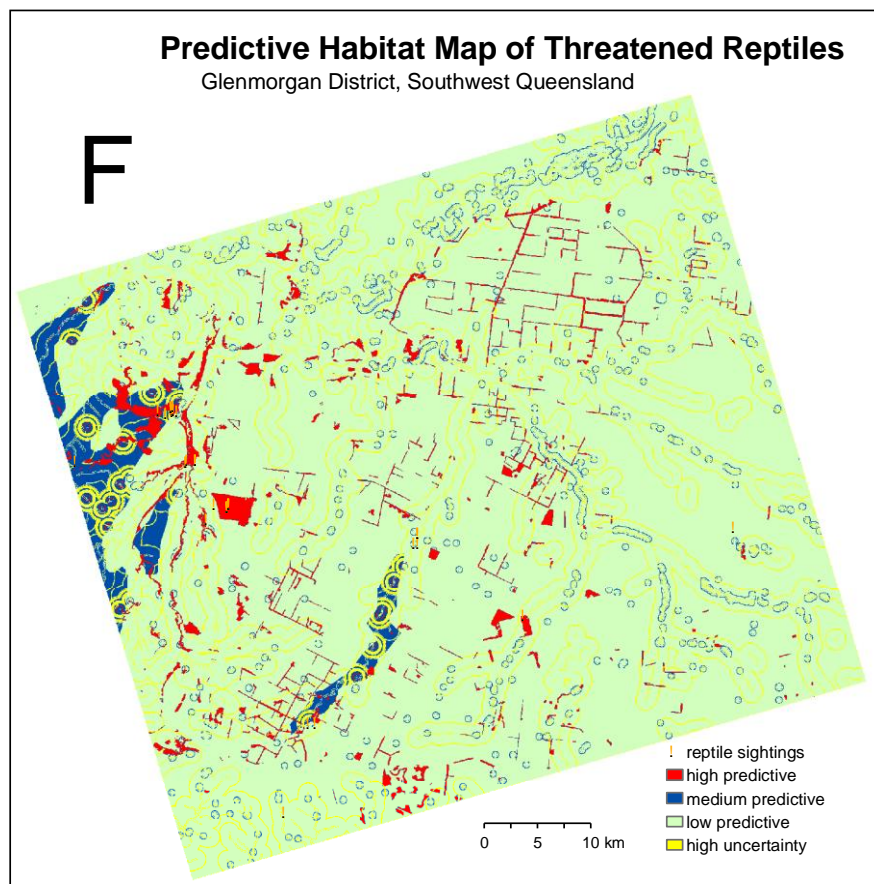 Predictive Habitat Map of Threatened Reptiles
Glenmorgan District, Southwest Queensland
F
! reptile sightings
high predictive
medium predictive
low predictive
high uncertainty
0 5 10 km